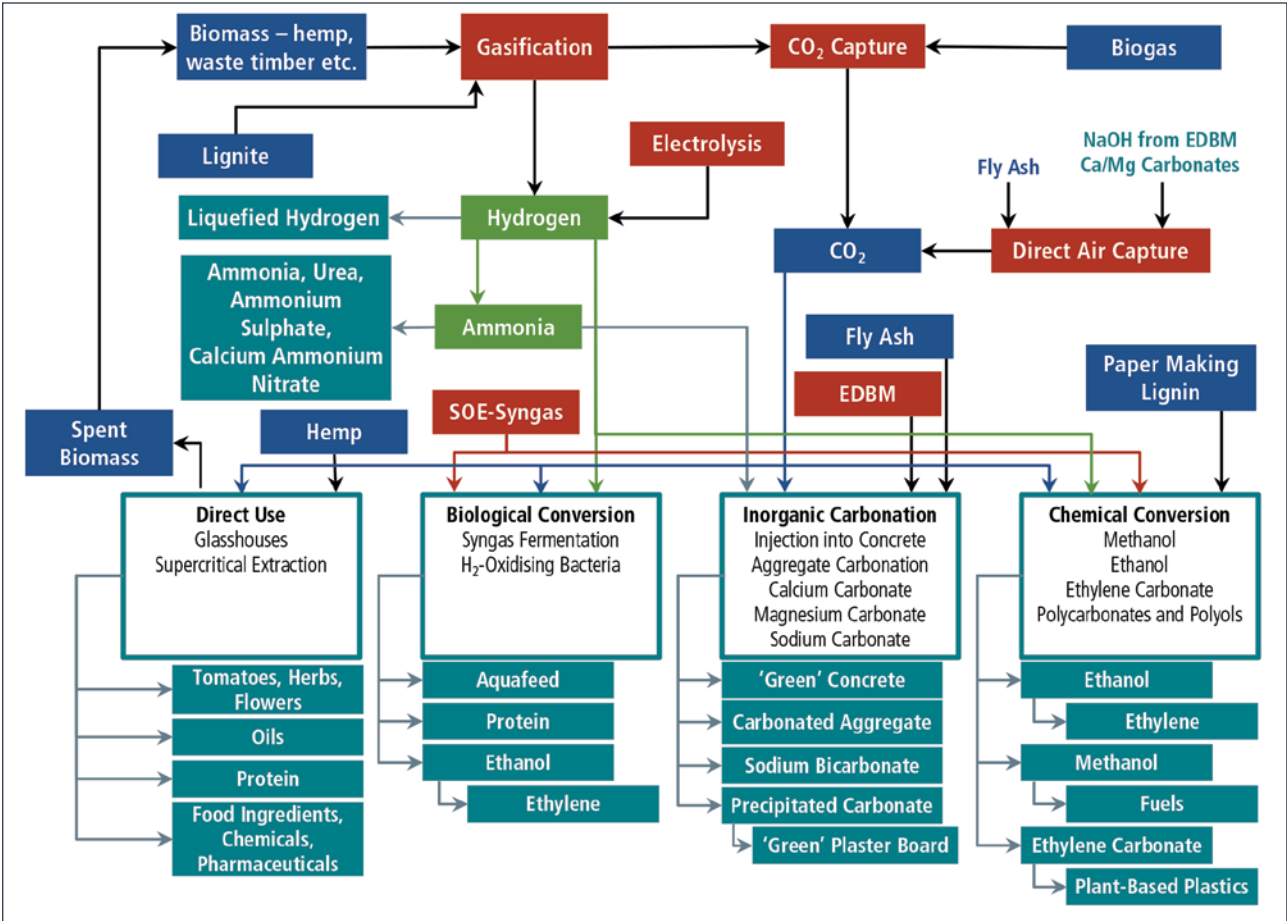 Biomass – hemp,
waste timber etc.
Gasification
CO₂ Capture
Biogas
Lignite
Electrolysis
Fly Ash
NaOH from EDBM
Ca/Mg Carbonates
Liquefied Hydrogen
Hydrogen
CO₂
Direct Air Capture
Ammonia, Urea,
Ammonium
Sulphate,
Calcium Ammonium
Nitrate
Ammonia
Fly Ash
EDBM
Paper Making
Lignin
SOE-Syngas
Spent
Biomass
Hemp
Direct Use
Glasshouses
Supercritical Extraction
Biological Conversion
Syngas Fermentation
H₂-Oxidising Bacteria
Inorganic Carbonation
Injection into Concrete
Aggregate Carbonation
Calcium Carbonate
Magnesium Carbonate
Sodium Carbonate
Chemical Conversion
Methanol
Ethanol
Ethylene Carbonate
Polycarbonates and Polyols
Tomatoes, Herbs,
Flowers
Oils
Protein
Food Ingredients,
Chemicals,
Pharmaceuticals
Aquafeed
Protein
Ethanol
Ethylene
‘Green’ Concrete
Carbonated Aggregate
Sodium Bicarbonate
Precipitated Carbonate
‘Green’ Plaster Board
Ethanol
Ethylene
Methanol
Fuels
Ethylene Carbonate
Plant-Based Plastics